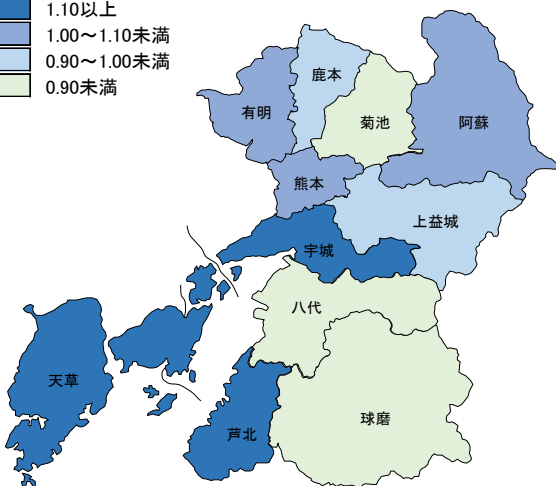 1.10以上
1.00～1.10未満
0.90～1.00未満
0.90未満
鹿本
有明
菊池
阿蘇
熊本
上益城
宇城
八代
天草
球磨
芦北